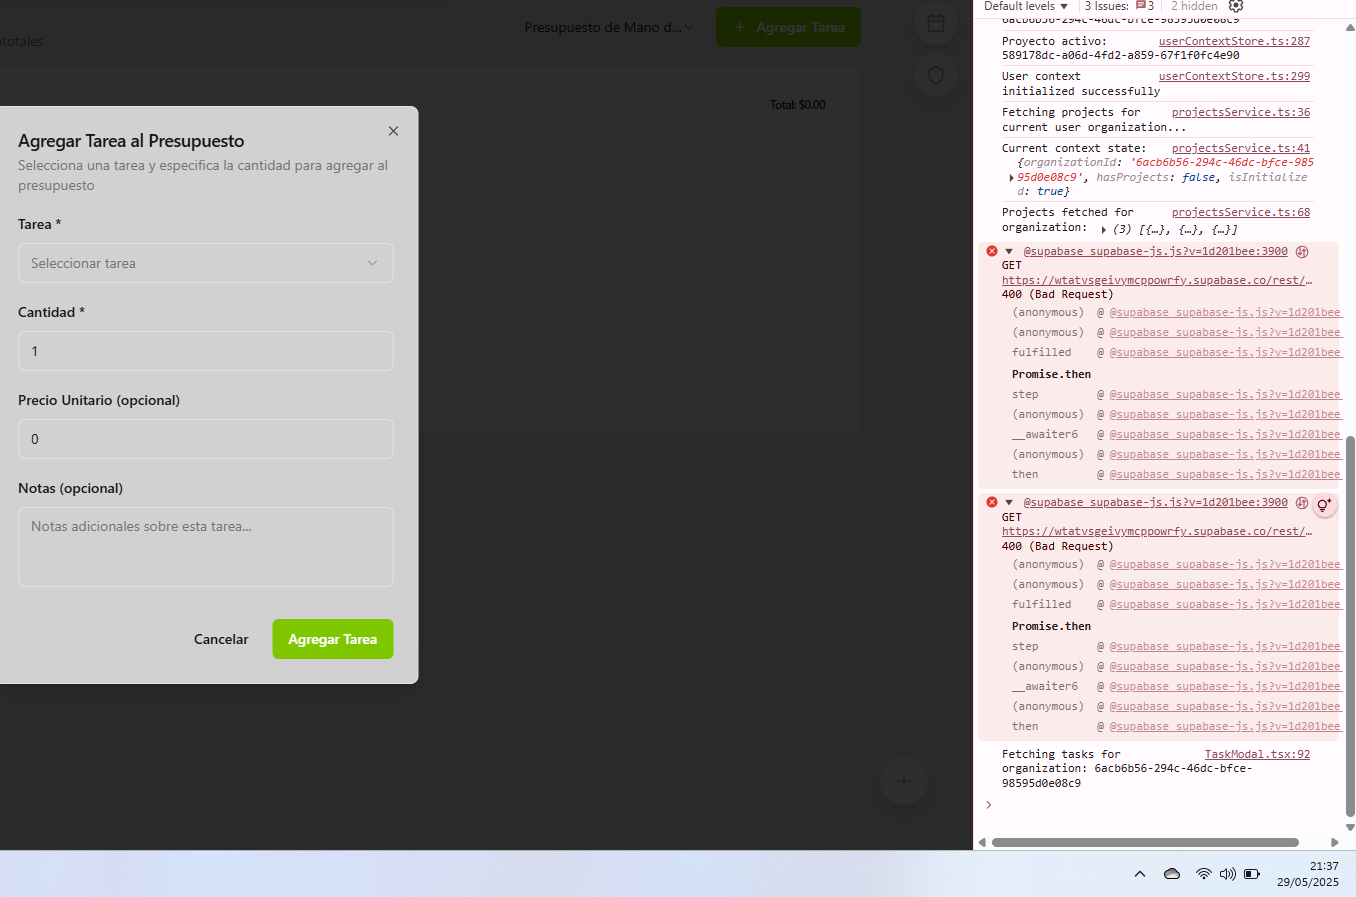 ototales
Presupuesto de Mano d...
+ Agregar Tarea
Total: $0.00
Agregar Tarea al Presupuesto
Selecciona una tarea y especifica la cantidad para agregar al
presupuesto
Tarea *
Seleccionar tarea
Cantidad *
1
Precio Unitario (opcional)
0
Notas (opcional)
Notas adicionales sobre esta tarea...
Cancelar
Agregar Tarea
Default levels ▼ 3 Issues: 3 2 hidden
6acb6b56-294c-46dc-bfce-98595d0e08c9
Proyecto activo: userContextStore.ts:287
589178dc-a06d-4fd2-a859-67f1f0fc4e90
User context userContextStore.ts:299
initialized successfully
Fetching projects for projectsService.ts:36
current user organization...
Current context state: projectsService.ts:41
{organizationId: '6acb6b56-294c-46dc-bfce-985
95d0e08c9', hasProjects: false, isInitialize
d: true}
Projects fetched for projectsService.ts:68
organization: ▶ (3) [{…}, {…}, {…}]
▼ @supabase_supabase-js.js?v=1d201bee:3900
GET
https://wtatvsgeivymcppowrfy.supabase.co/rest/…
400 (Bad Request)
(anonymous) @ @supabase_supabase-js.js?v=1d201bee
(anonymous) @ @supabase_supabase-js.js?v=1d201bee
fulfilled @ @supabase_supabase-js.js?v=1d201bee
Promise.then
step @ @supabase_supabase-js.js?v=1d201bee
(anonymous) @ @supabase_supabase-js.js?v=1d201bee
__awaiter6 @ @supabase_supabase-js.js?v=1d201bee
(anonymous) @ @supabase_supabase-js.js?v=1d201bee
then @ @supabase_supabase-js.js?v=1d201bee
▼ @supabase_supabase-js.js?v=1d201bee:3900
GET
https://wtatvsgeivymcppowrfy.supabase.co/rest/…
400 (Bad Request)
(anonymous) @ @supabase_supabase-js.js?v=1d201bee
(anonymous) @ @supabase_supabase-js.js?v=1d201bee
fulfilled @ @supabase_supabase-js.js?v=1d201bee
Promise.then
step @ @supabase_supabase-js.js?v=1d201bee
(anonymous) @ @supabase_supabase-js.js?v=1d201bee
__awaiter6 @ @supabase_supabase-js.js?v=1d201bee
(anonymous) @ @supabase_supabase-js.js?v=1d201bee
then @ @supabase_supabase-js.js?v=1d201bee
Fetching tasks for TaskModal.tsx:92
organization: 6acb6b56-294c-46dc-bfce-
98595d0e08c9
21:37
29/05/2025